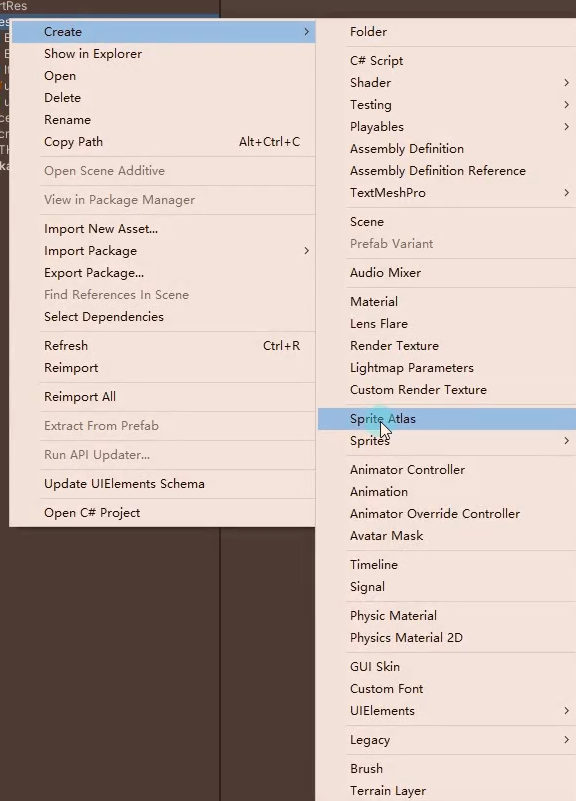 rtRes
Create
Show in Explorer
Open
Delete
Rename
Copy Path Alt+Ctrl+C
Open Scene Additive
View in Package Manager
Import New Asset...
Import Package
Export Package...
Find References In Scene
Select Dependencies
Refresh Ctrl+R
Reimport
Reimport All
Extract From Prefab
Run API Updater...
Update UIElements Schema
Open C# Project
Folder
C# Script
Shader
Testing
Playables
Assembly Definition
Assembly Definition Reference
TextMeshPro
Scene
Prefab Variant
Audio Mixer
Material
Lens Flare
Render Texture
Lightmap Parameters
Custom Render Texture
Sprite Atlas
Sprites
Animator Controller
Animation
Animator Override Controller
Avatar Mask
Timeline
Signal
Physic Material
Physics Material 2D
GUI Skin
Custom Font
UIElements
Legacy
Brush
Terrain Layer